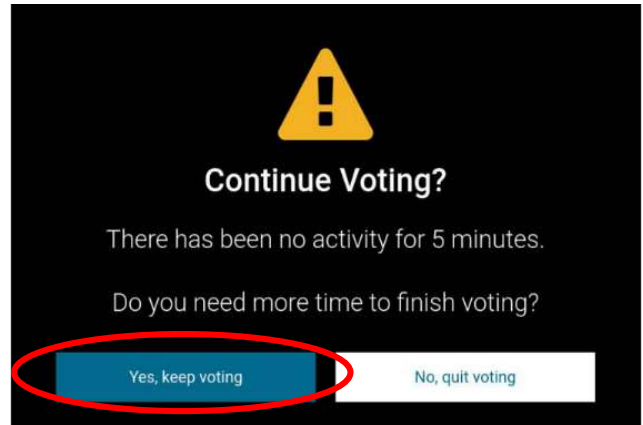 Continue Voting?
There has been no activity for 5 minutes.
Do you need more time to finish voting?
Yes, keep voting
No, quit voting